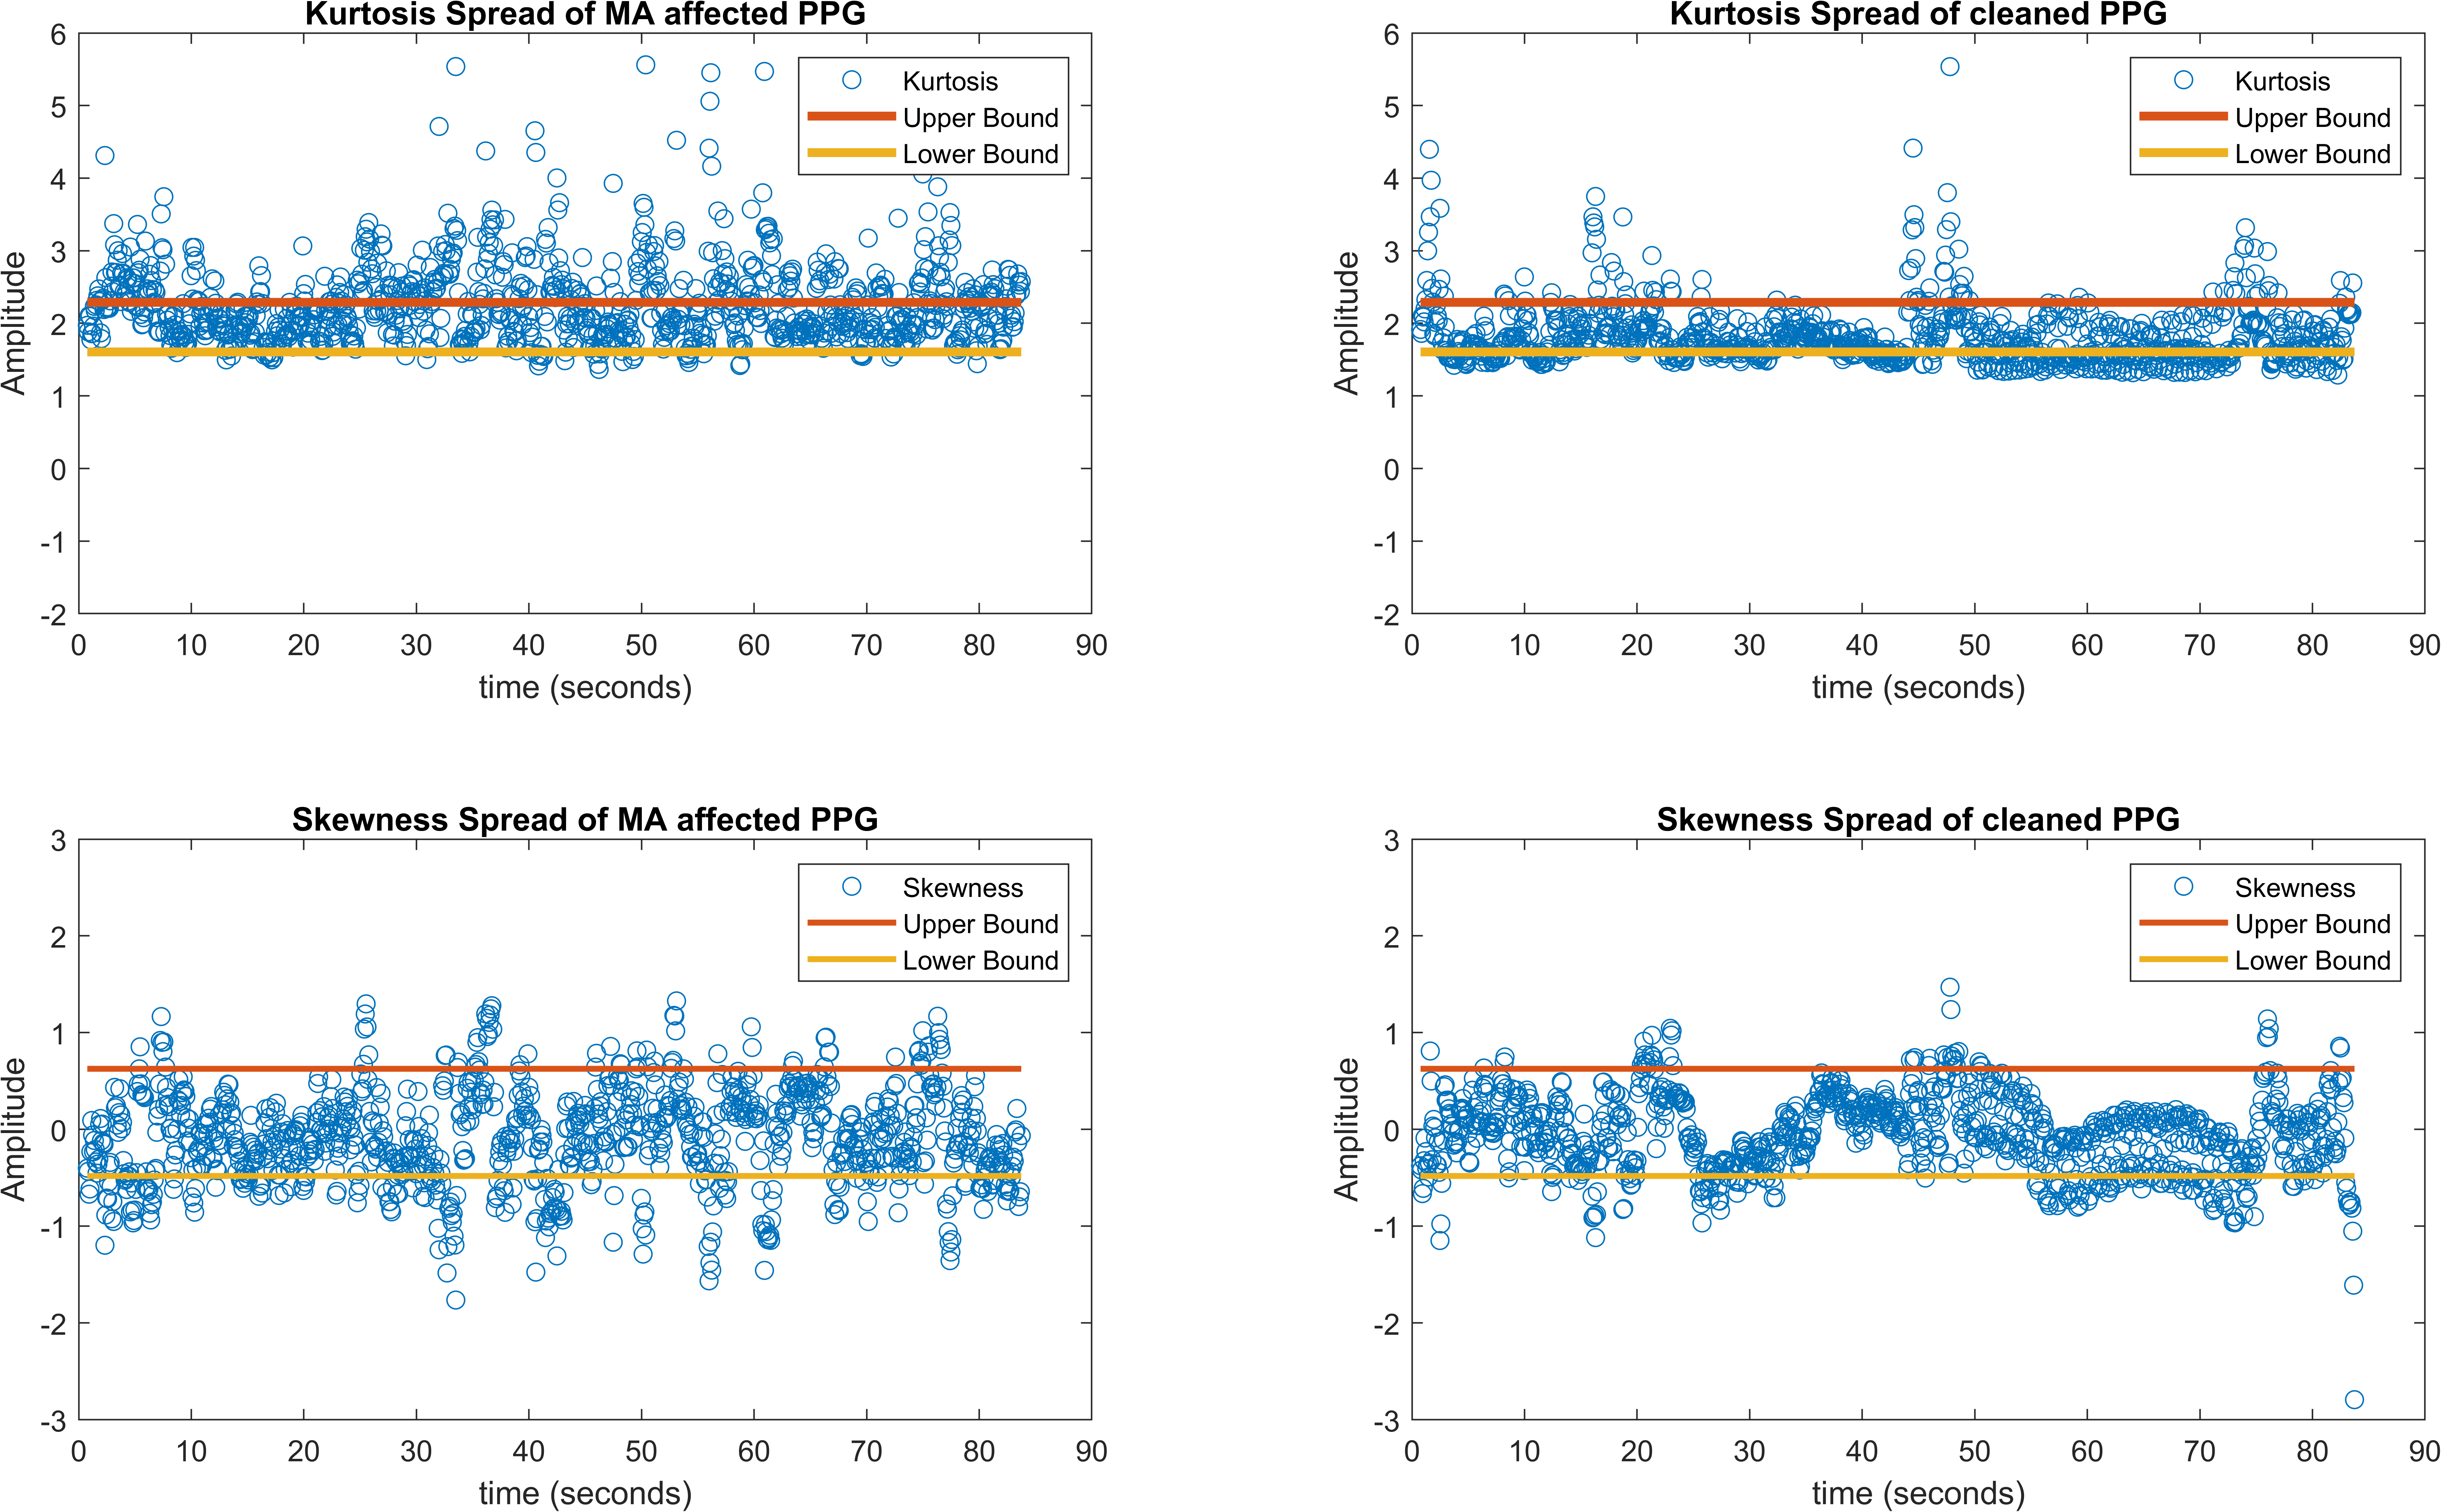 Kurtosis Spread of MA affected PPG
6
5
4
3
2
1
0
-1
-2
Amplitude
Kurtosis
Upper Bound
Lower Bound
0 10 20 30 40 50 60 70 80 90
time (seconds)
Kurtosis Spread of cleaned PPG
6
5
4
3
2
1
0
-1
-2
Amplitude
Kurtosis
Upper Bound
Lower Bound
0 10 20 30 40 50 60 70 80 90
time (seconds)
Skewness Spread of MA affected PPG
3
2
1
0
-1
-2
-3
Amplitude
Skewness
Upper Bound
Lower Bound
0 10 20 30 40 50 60 70 80 90
time (seconds)
Skewness Spread of cleaned PPG
3
2
1
0
-1
-2
-3
Amplitude
Skewness
Upper Bound
Lower Bound
0 10 20 30 40 50 60 70 80 90
time (seconds)